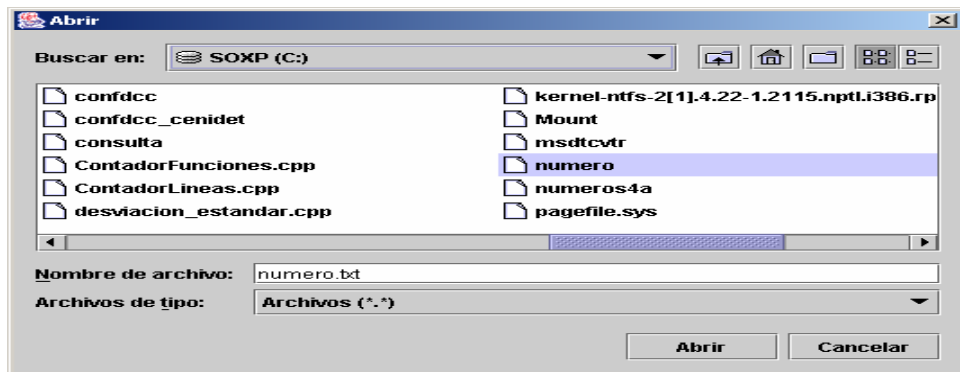 Abrir
Buscar en: SOXP (C:)
confdcc
confdcc_cenidet
consulta
ContadorFunciones.cpp
ContadorLineas.cpp
desviacion_estandar.cpp
kernel-ntfs-2[1].4.22-1.2115.nptl.i386.rp
Mount
msdtcvtr
numero
numeros4a
pagefile.sys
Nombre de archivo: numero.txt
Archivos de tipo: Archivos (*.*)
Abrir Cancelar